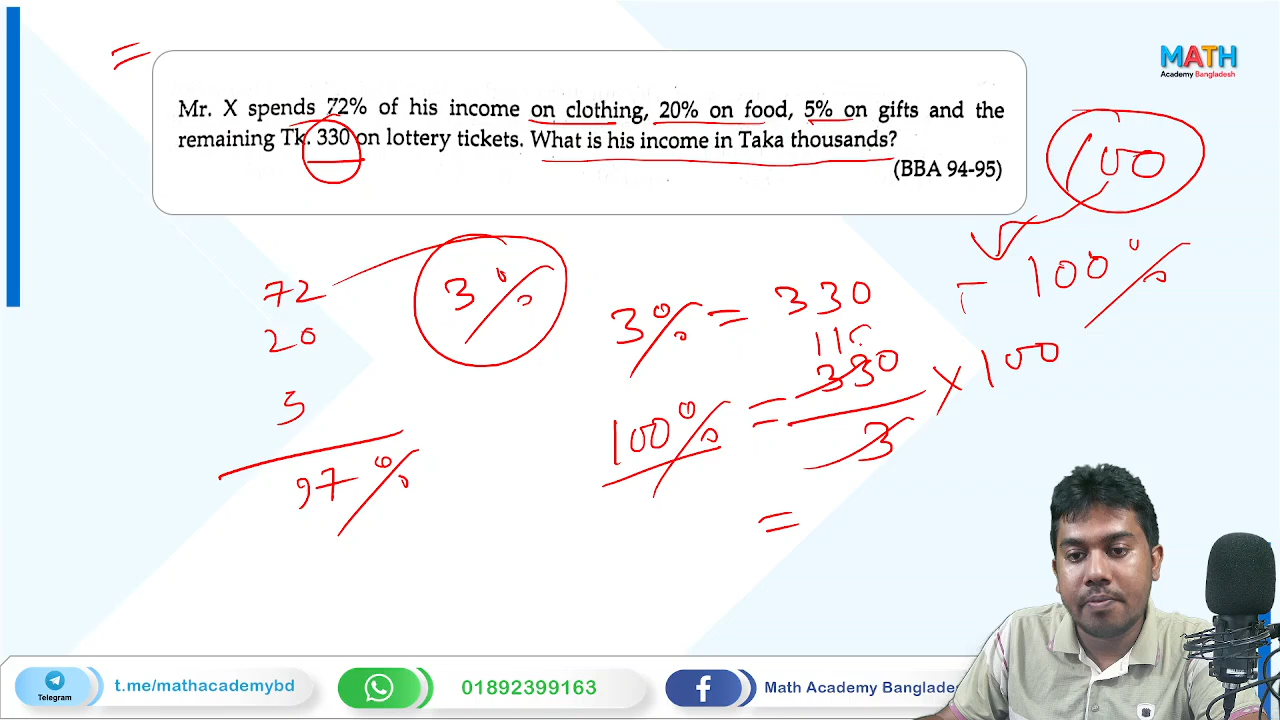 =
MATH
Academy Bangladesh
Mr. X spends 72% of his income on clothing, 20% on food, 5% on gifts and the
remaining Tk. 330 on lottery tickets. What is his income in Taka thousands?
(BBA 94-95)
100
100%
72
20
5
97%
3%
3% = 330
110
100% = 330/3 × 100
=
Telegram
t.me/mathacademybd
01892399163
Math Academy Banglade